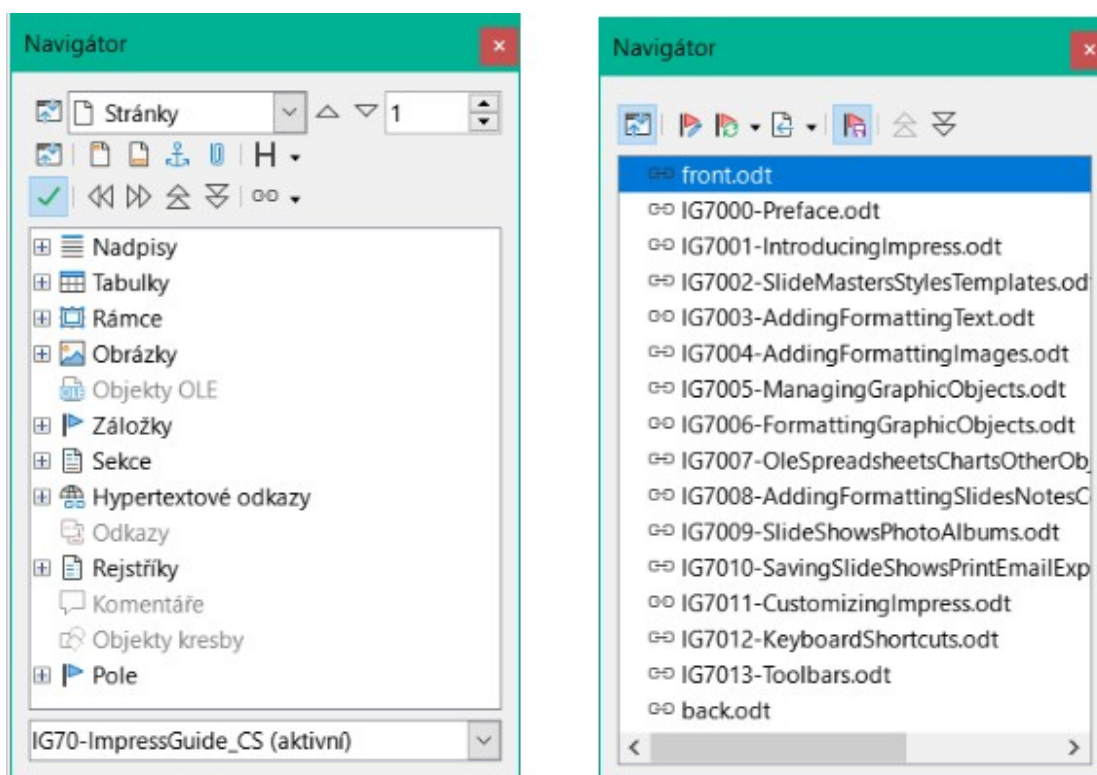 Navigátor
Stránky
1
H
Nadpisy
Tabulky
Rámce
Obrázky
Objekty OLE
Záložky
Sekce
Hypertextové odkazy
Odkazy
Rejstříky
Komentáře
Objekty kresby
Pole
IG70-ImpressGuide_CS (aktivní)
Navigátor
front.odt
IG7000-Preface.odt
IG7001-IntroducingImpress.odt
IG7002-SlideMastersStylesTemplates.od
IG7003-AddingFormattingText.odt
IG7004-AddingFormattingImages.odt
IG7005-ManagingGraphicObjects.odt
IG7006-FormattingGraphicObjects.odt
IG7007-OleSpreadsheetsChartsOtherOb
IG7008-AddingFormattingSlidesNotesC
IG7009-SlideShowsPhotoAlbums.odt
IG7010-SavingSlideShowsPrintEmailExp
IG7011-CustomizingImpress.odt
IG7012-KeyboardShortcuts.odt
IG7013-Toolbars.odt
back.odt